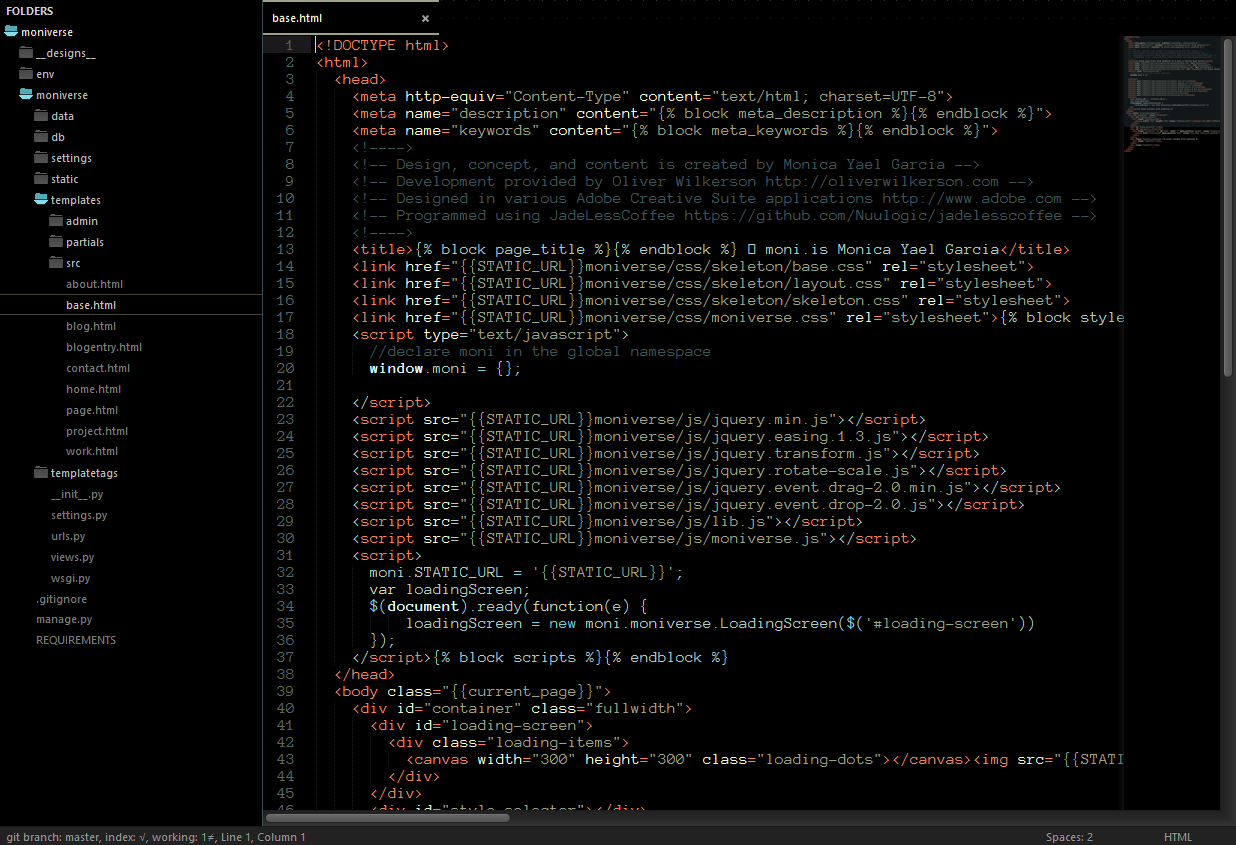 FOLDERS
moniverse
__designs__
env
moniverse
data
db
settings
static
templates
admin
partials
src
about.html
base.html
blog.html
blogentry.html
contact.html
home.html
page.html
project.html
work.html
templatetags
__init__.py
settings.py
urls.py
views.py
wsgi.py
.gitignore
manage.py
REQUIREMENTS
base.html ×
1 <!DOCTYPE html>
2 <html>
3 <head>
4 <meta http-equiv="Content-Type" content="text/html; charset=UTF-8">
5 <meta name="description" content="{% block meta_description %}{% endblock %}">
6 <meta name="keywords" content="{% block meta_keywords %}{% endblock %}">
7 <!---->
8 <!-- Design, concept, and content is created by Monica Yael Garcia -->
9 <!-- Development provided by Oliver Wilkerson http://oliverwilkerson.com -->
10 <!-- Designed in various Adobe Creative Suite applications http://www.adobe.com -->
11 <!-- Programmed using JadeLessCoffee https://github.com/Nuulogic/jadelesscoffee -->
12 <!---->
13 <title>{% block page_title %}{% endblock %} ▯ moni.is Monica Yael Garcia</title>
14 <link href="{{STATIC_URL}}moniverse/css/skeleton/base.css" rel="stylesheet">
15 <link href="{{STATIC_URL}}moniverse/css/skeleton/layout.css" rel="stylesheet">
16 <link href="{{STATIC_URL}}moniverse/css/skeleton/skeleton.css" rel="stylesheet">
17 <link href="{{STATIC_URL}}moniverse/css/moniverse.css" rel="stylesheet">{% block style
18 <script type="text/javascript">
19 //declare moni in the global namespace
20 window.moni = {};
21
22 </script>
23 <script src="{{STATIC_URL}}moniverse/js/jquery.min.js"></script>
24 <script src="{{STATIC_URL}}moniverse/js/jquery.easing.1.3.js"></script>
25 <script src="{{STATIC_URL}}moniverse/js/jquery.transform.js"></script>
26 <script src="{{STATIC_URL}}moniverse/js/jquery.rotate-scale.js"></script>
27 <script src="{{STATIC_URL}}moniverse/js/jquery.event.drag-2.0.min.js"></script>
28 <script src="{{STATIC_URL}}moniverse/js/jquery.event.drop-2.0.js"></script>
29 <script src="{{STATIC_URL}}moniverse/js/lib.js"></script>
30 <script src="{{STATIC_URL}}moniverse/js/moniverse.js"></script>
31 <script>
32 moni.STATIC_URL = '{{STATIC_URL}}';
33 var loadingScreen;
34 $(document).ready(function(e) {
35 loadingScreen = new moni.moniverse.LoadingScreen($('#loading-screen'))
36 });
37 </script>{% block scripts %}{% endblock %}
38 </head>
39 <body class="{{current_page}}">
40 <div id="container" class="fullwidth">
41 <div id="loading-screen">
42 <div class="loading-items">
43 <canvas width="300" height="300" class="loading-dots"></canvas><img src="{{STATI
44 </div>
45 </div>
46 <div id="style-selector"></div>
git branch: master, index: √, working: 1≠, Line 1, Column 1
Spaces: 2
HTML